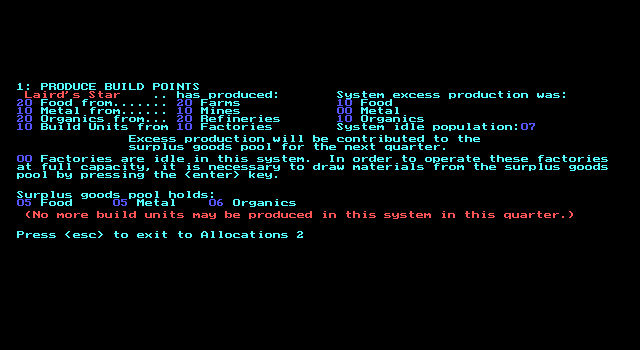 1: PRODUCE BUILD POINTS
Laird's Star    .. has produced:       System excess production was:
20 Food from....... 20 Farms              10 Food
10 Metal from...... 10 Mines              00 Metal
20 Organics from... 20 Refineries         10 Organics
10 Build Units from 10 Factories        System idle population:07
Excess production will be contributed to the
surplus goods pool for the next quarter.
00 Factories are idle in this system.  In order to operate these factories
at full capacity, it is necessary to draw materials from the surplus goods
pool by pressing the <enter> key.
Surplus goods pool holds:
05 Food     05 Metal    06 Organics
(No more build units may be produced in this system in this quarter.)
Press <esc> to exit to Allocations 2